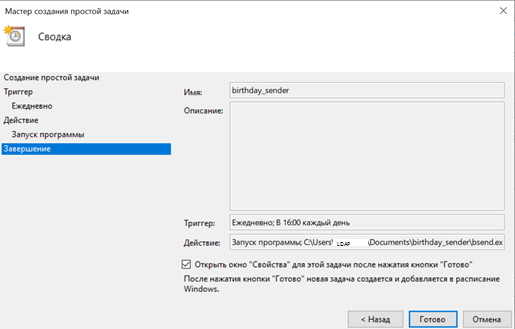 Мастер создания простой задачи
Сводка
Создание простой задачи
Триггер
Ежедневно
Действие
Запуск программы
Завершение
Имя: birthday_sender
Описание:
Триггер: Ежедневно; В 16:00 каждый день
Действие: Запуск программы; C:\Users\ LDAP \Documents\birthday_sender\bsend.ex
Открыть окно "Свойства" для этой задачи после нажатия кнопки "Готово"
После нажатия кнопки "Готово" новая задача создается и добавляется в расписание
Windows.
< Назад Готово Отмена